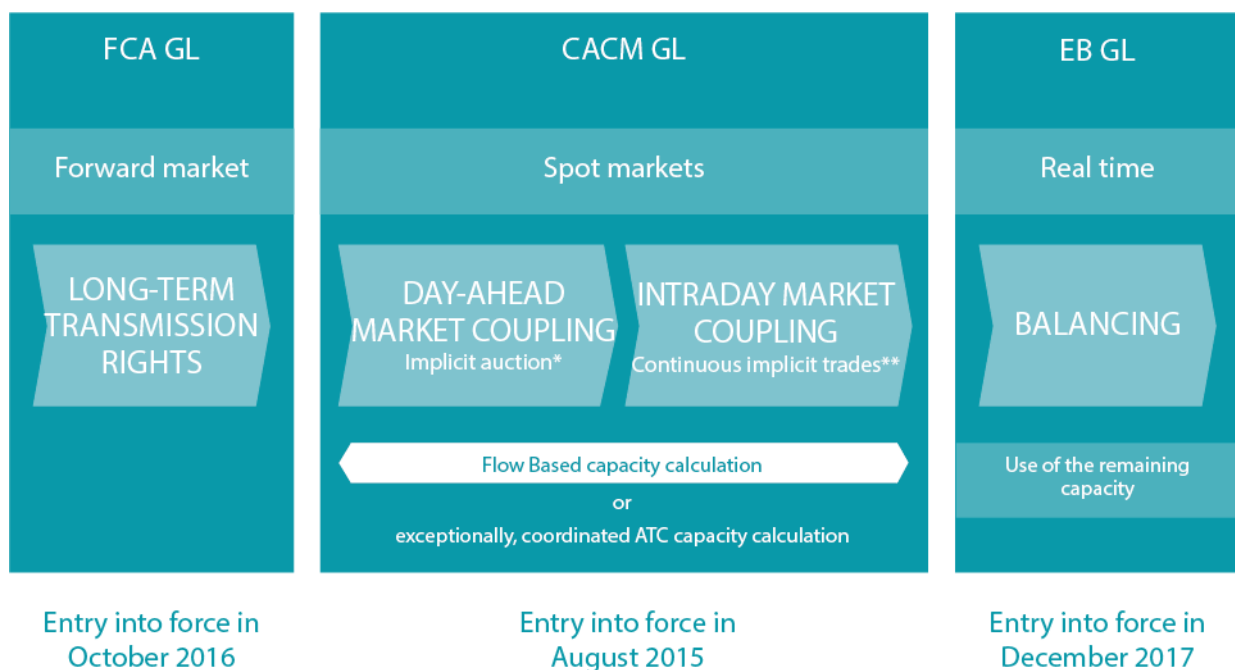 FCA GL
Forward market
LONG-TERM
TRANSMISSION
RIGHTS
Entry into force in
October 2016
CACM GL
Spot markets
DAY-AHEAD
MARKET COUPLING
Implicit auction*
INTRADAY MARKET
COUPLING
Continuous implicit trades**
Flow Based capacity calculation
or
exceptionally, coordinated ATC capacity calculation
Entry into force in
August 2015
EB GL
Real time
BALANCING
Use of the remaining
capacity
Entry into force in
December 2017